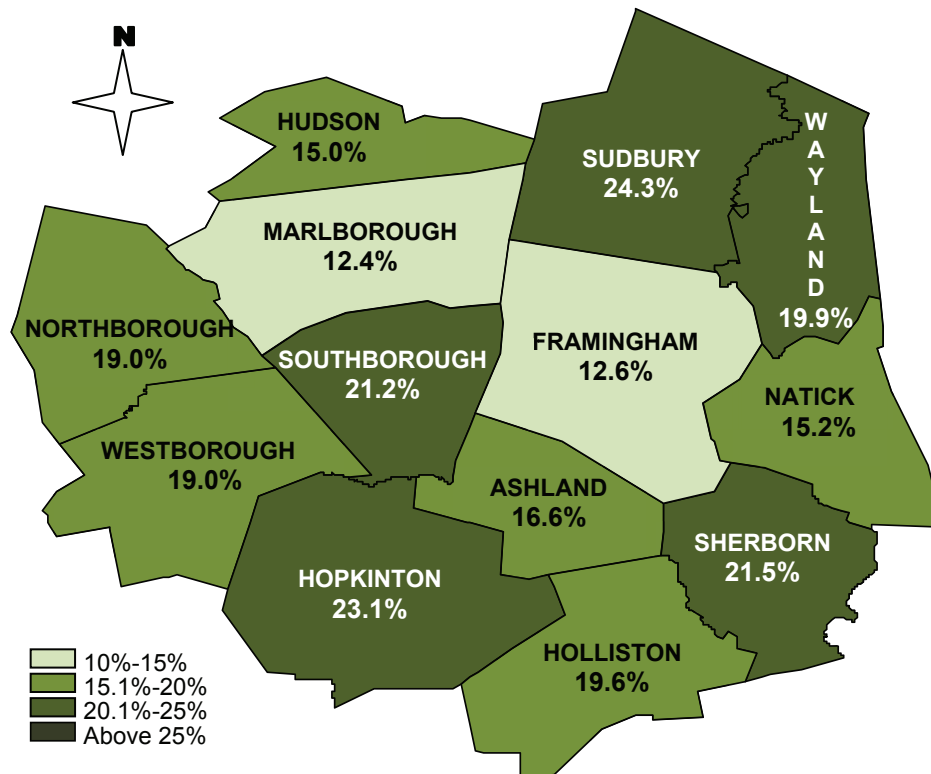 N
HUDSON
15.0%
SUDBURY
24.3%
WAYLAND
19.9%
MARLBOROUGH
12.4%
NORTHBOROUGH
19.0%
SOUTHBOROUGH
21.2%
FRAMINGHAM
12.6%
NATICK
15.2%
WESTBOROUGH
19.0%
ASHLAND
16.6%
SHERBORN
21.5%
HOPKINTON
23.1%
HOLLISTON
19.6%
10%-15%
15.1%-20%
20.1%-25%
Above 25%